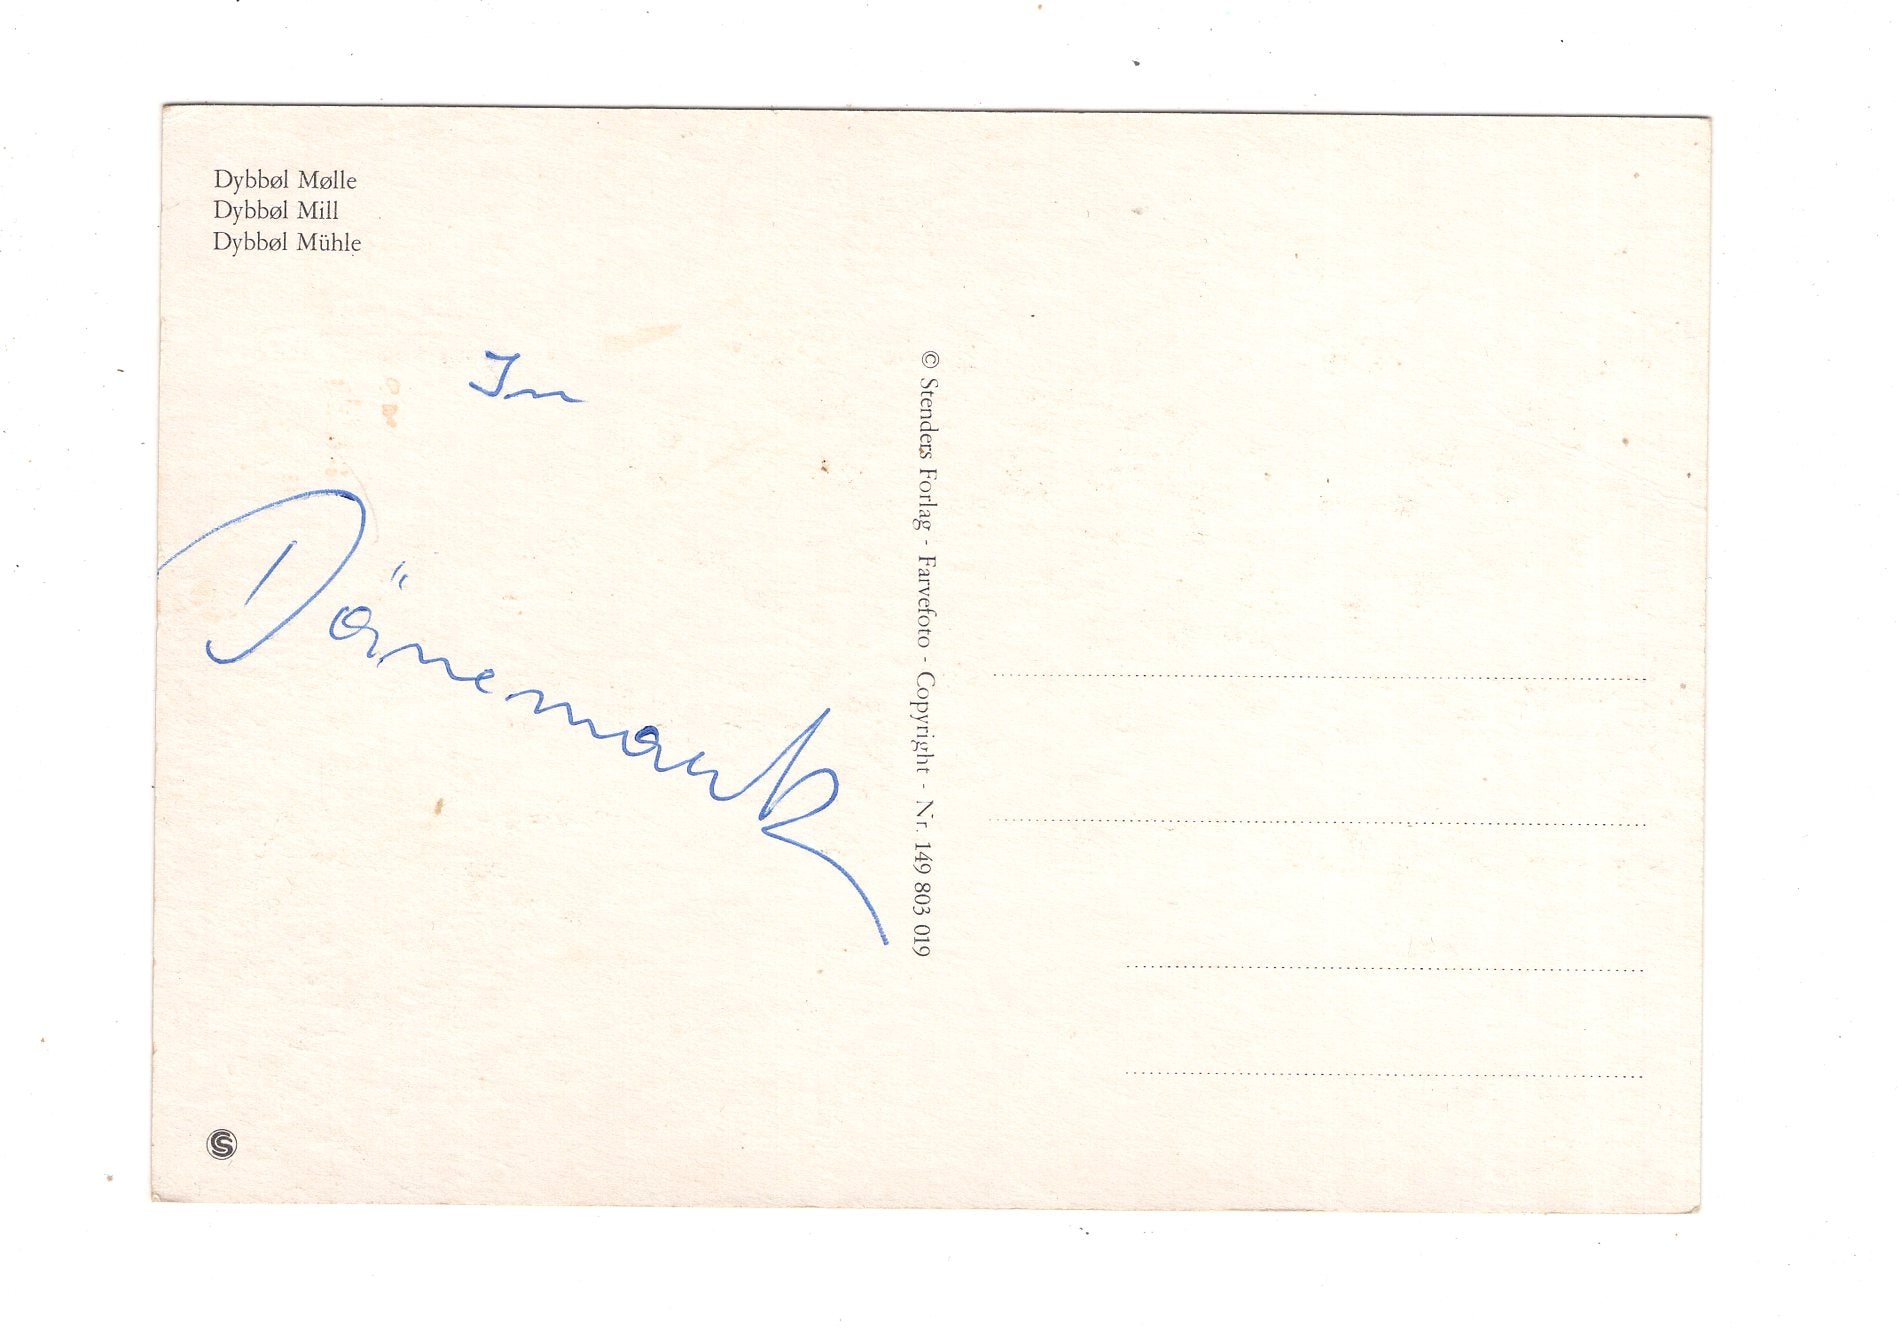 Dybbøl Mølle
Dybbøl Mill
Dybbøl Mühle
In
Dänemark
© Stenders Forlag - Farvefoto - Copyright - Nr. 149 803 019